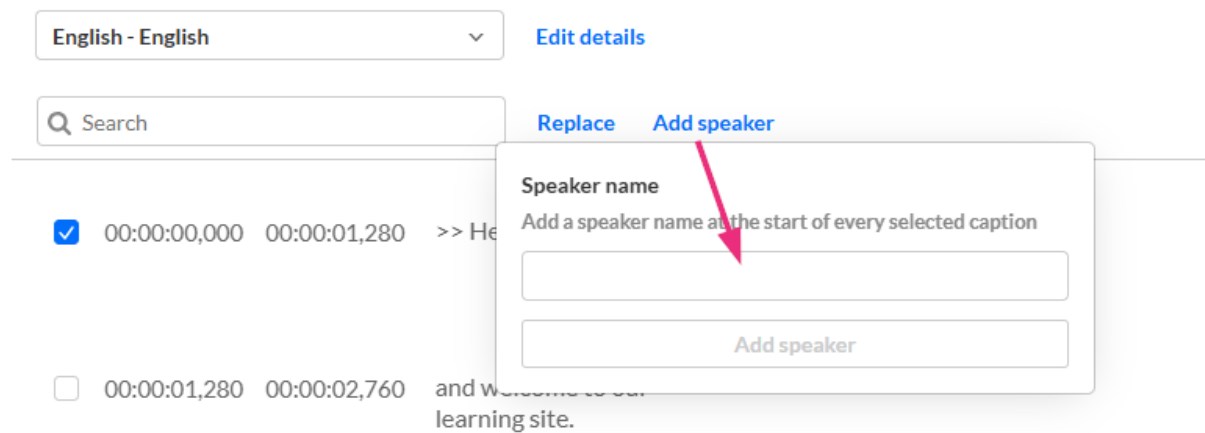 English - English Edit details
Search Replace Add speaker
Speaker name
Add a speaker name at the start of every selected caption
00:00:00,000 00:00:01,280 >> He
Add speaker
00:00:01,280 00:00:02,760 and welcome to our
learning site.